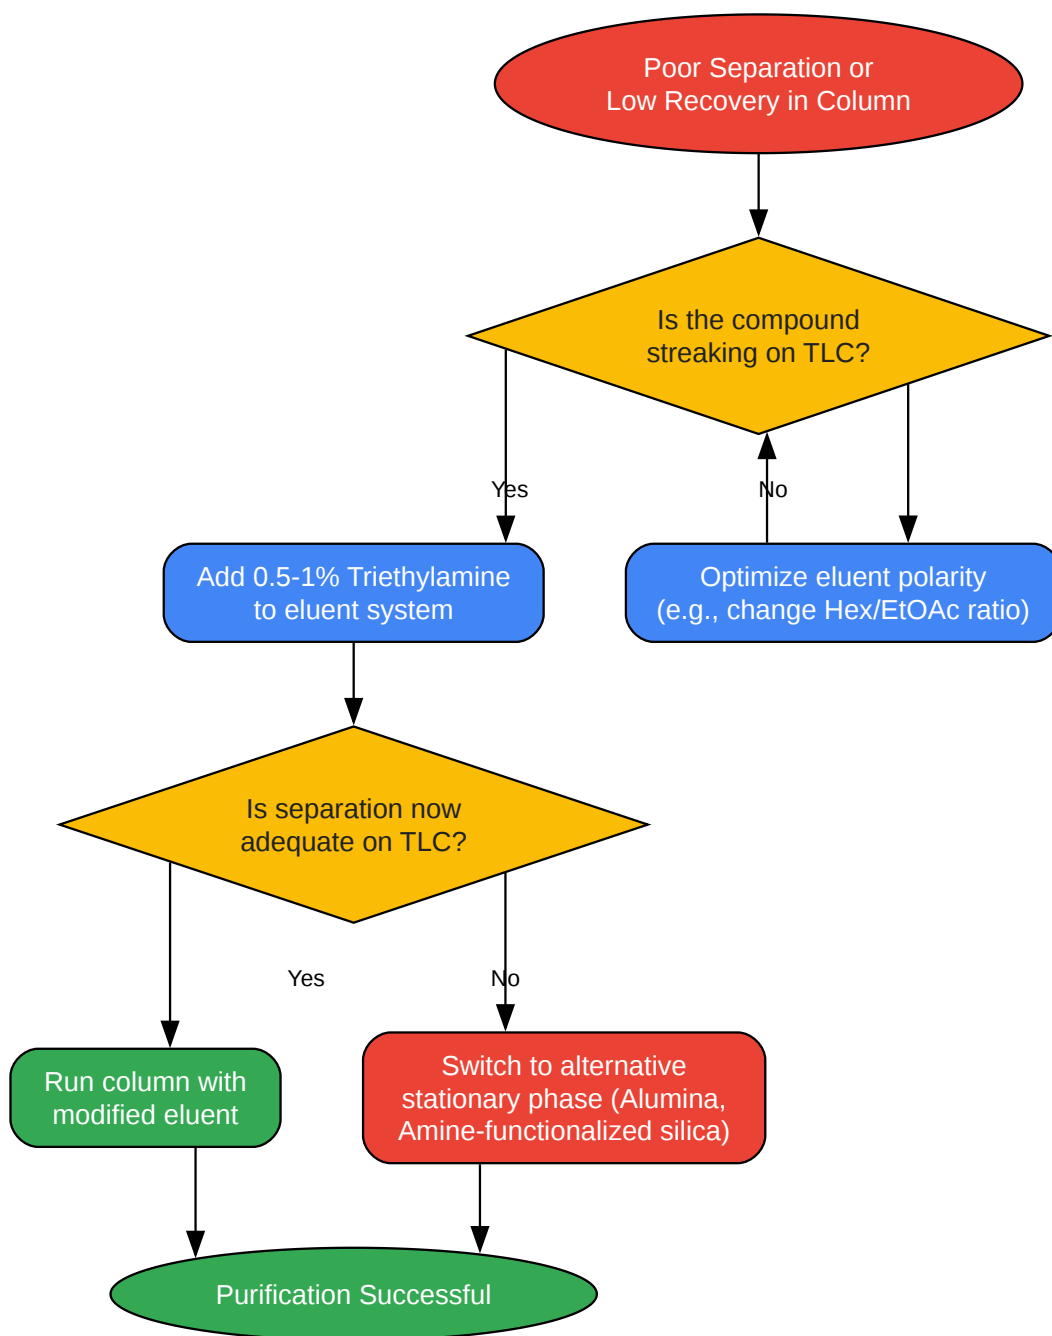 Poor Separation or
Low Recovery in Column
Is the compound
streaking on TLC?
Yes
No
Add 0.5-1% Triethylamine
to eluent system
Optimize eluent polarity
(e.g., change Hex/EtOAc ratio)
Is separation now
adequate on TLC?
Yes
No
Run column with
modified eluent
Switch to alternative
stationary phase (Alumina,
Amine-functionalized silica)
Purification Successful